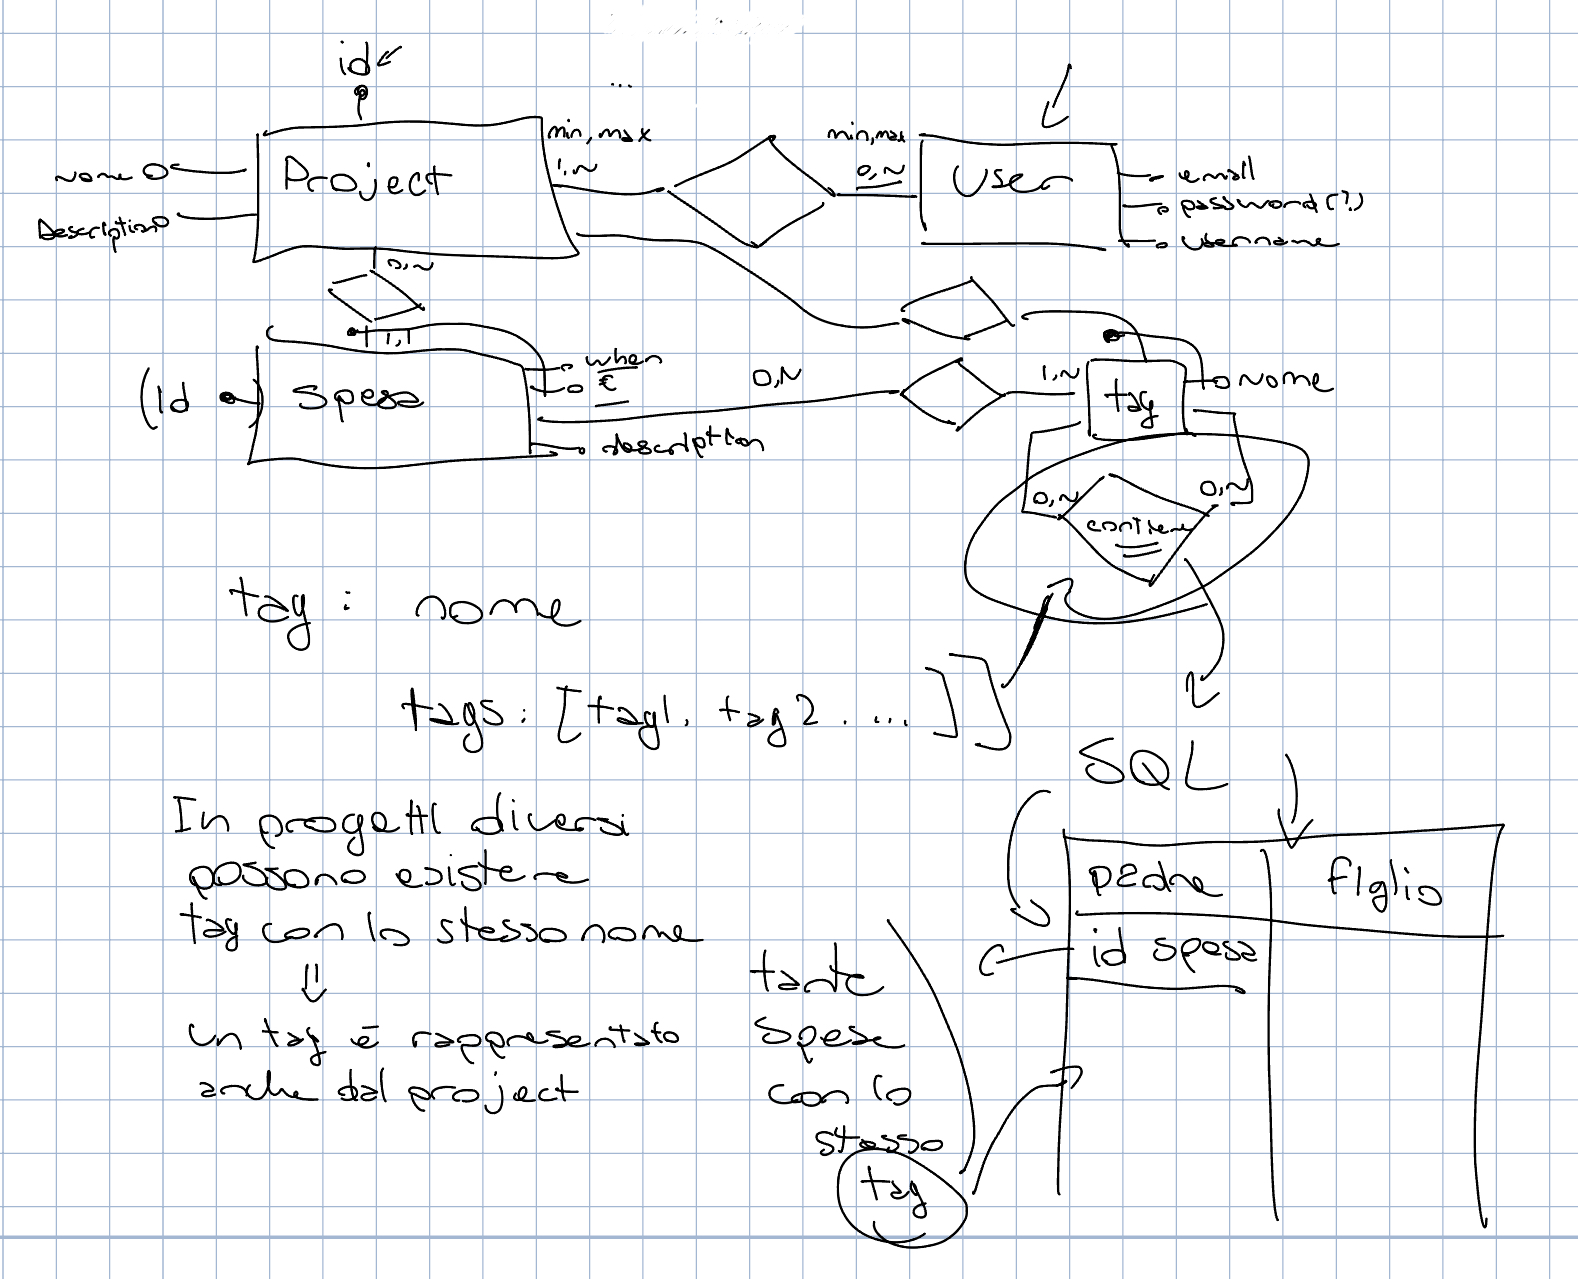 id
...
min, max
min, max
1,N
0,N
Project
User
nome
Description
email
password(?)
username
0,N
1,1
when
€
(Id
)
Spesa
0,N
1,N
tag
nome
description
0,N
0,N
contiene
tag : nome
tags : [tag1, tag2 . ... ]]
SQL
In progetti diversi
possono esistere
tag con lo stesso nome
⇓
un tag è rappresentato
anche dal project
padre
figlio
id spesa
tante
spese
con lo
stesso
tag